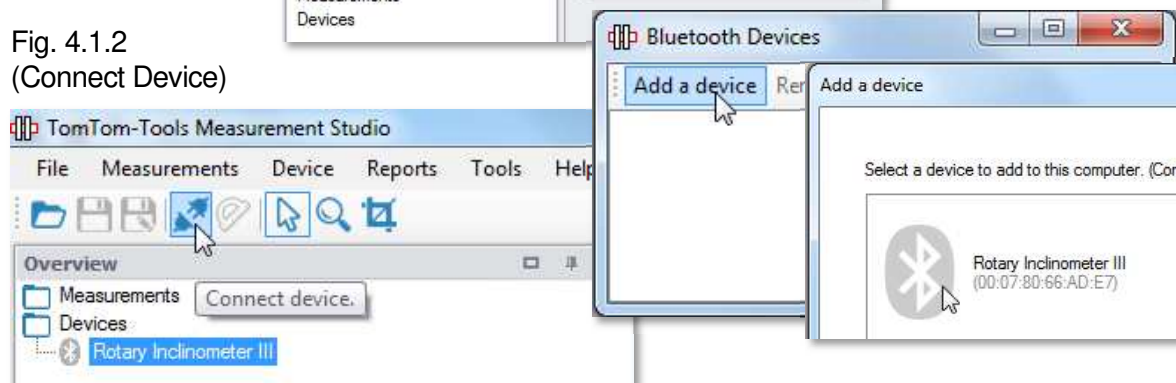 Devices
Fig. 4.1.2
(Connect Device)
TomTom-Tools Measurement Studio
File Measurements Device Reports Tools Help
Overview
Measurements
Connect device.
Devices
Rotary Inclinometer III
Bluetooth Devices
Add a device
Add a device
Select a device to add to this computer.
Rotary Inclinometer III
(00:07:80:66:AD:E7)